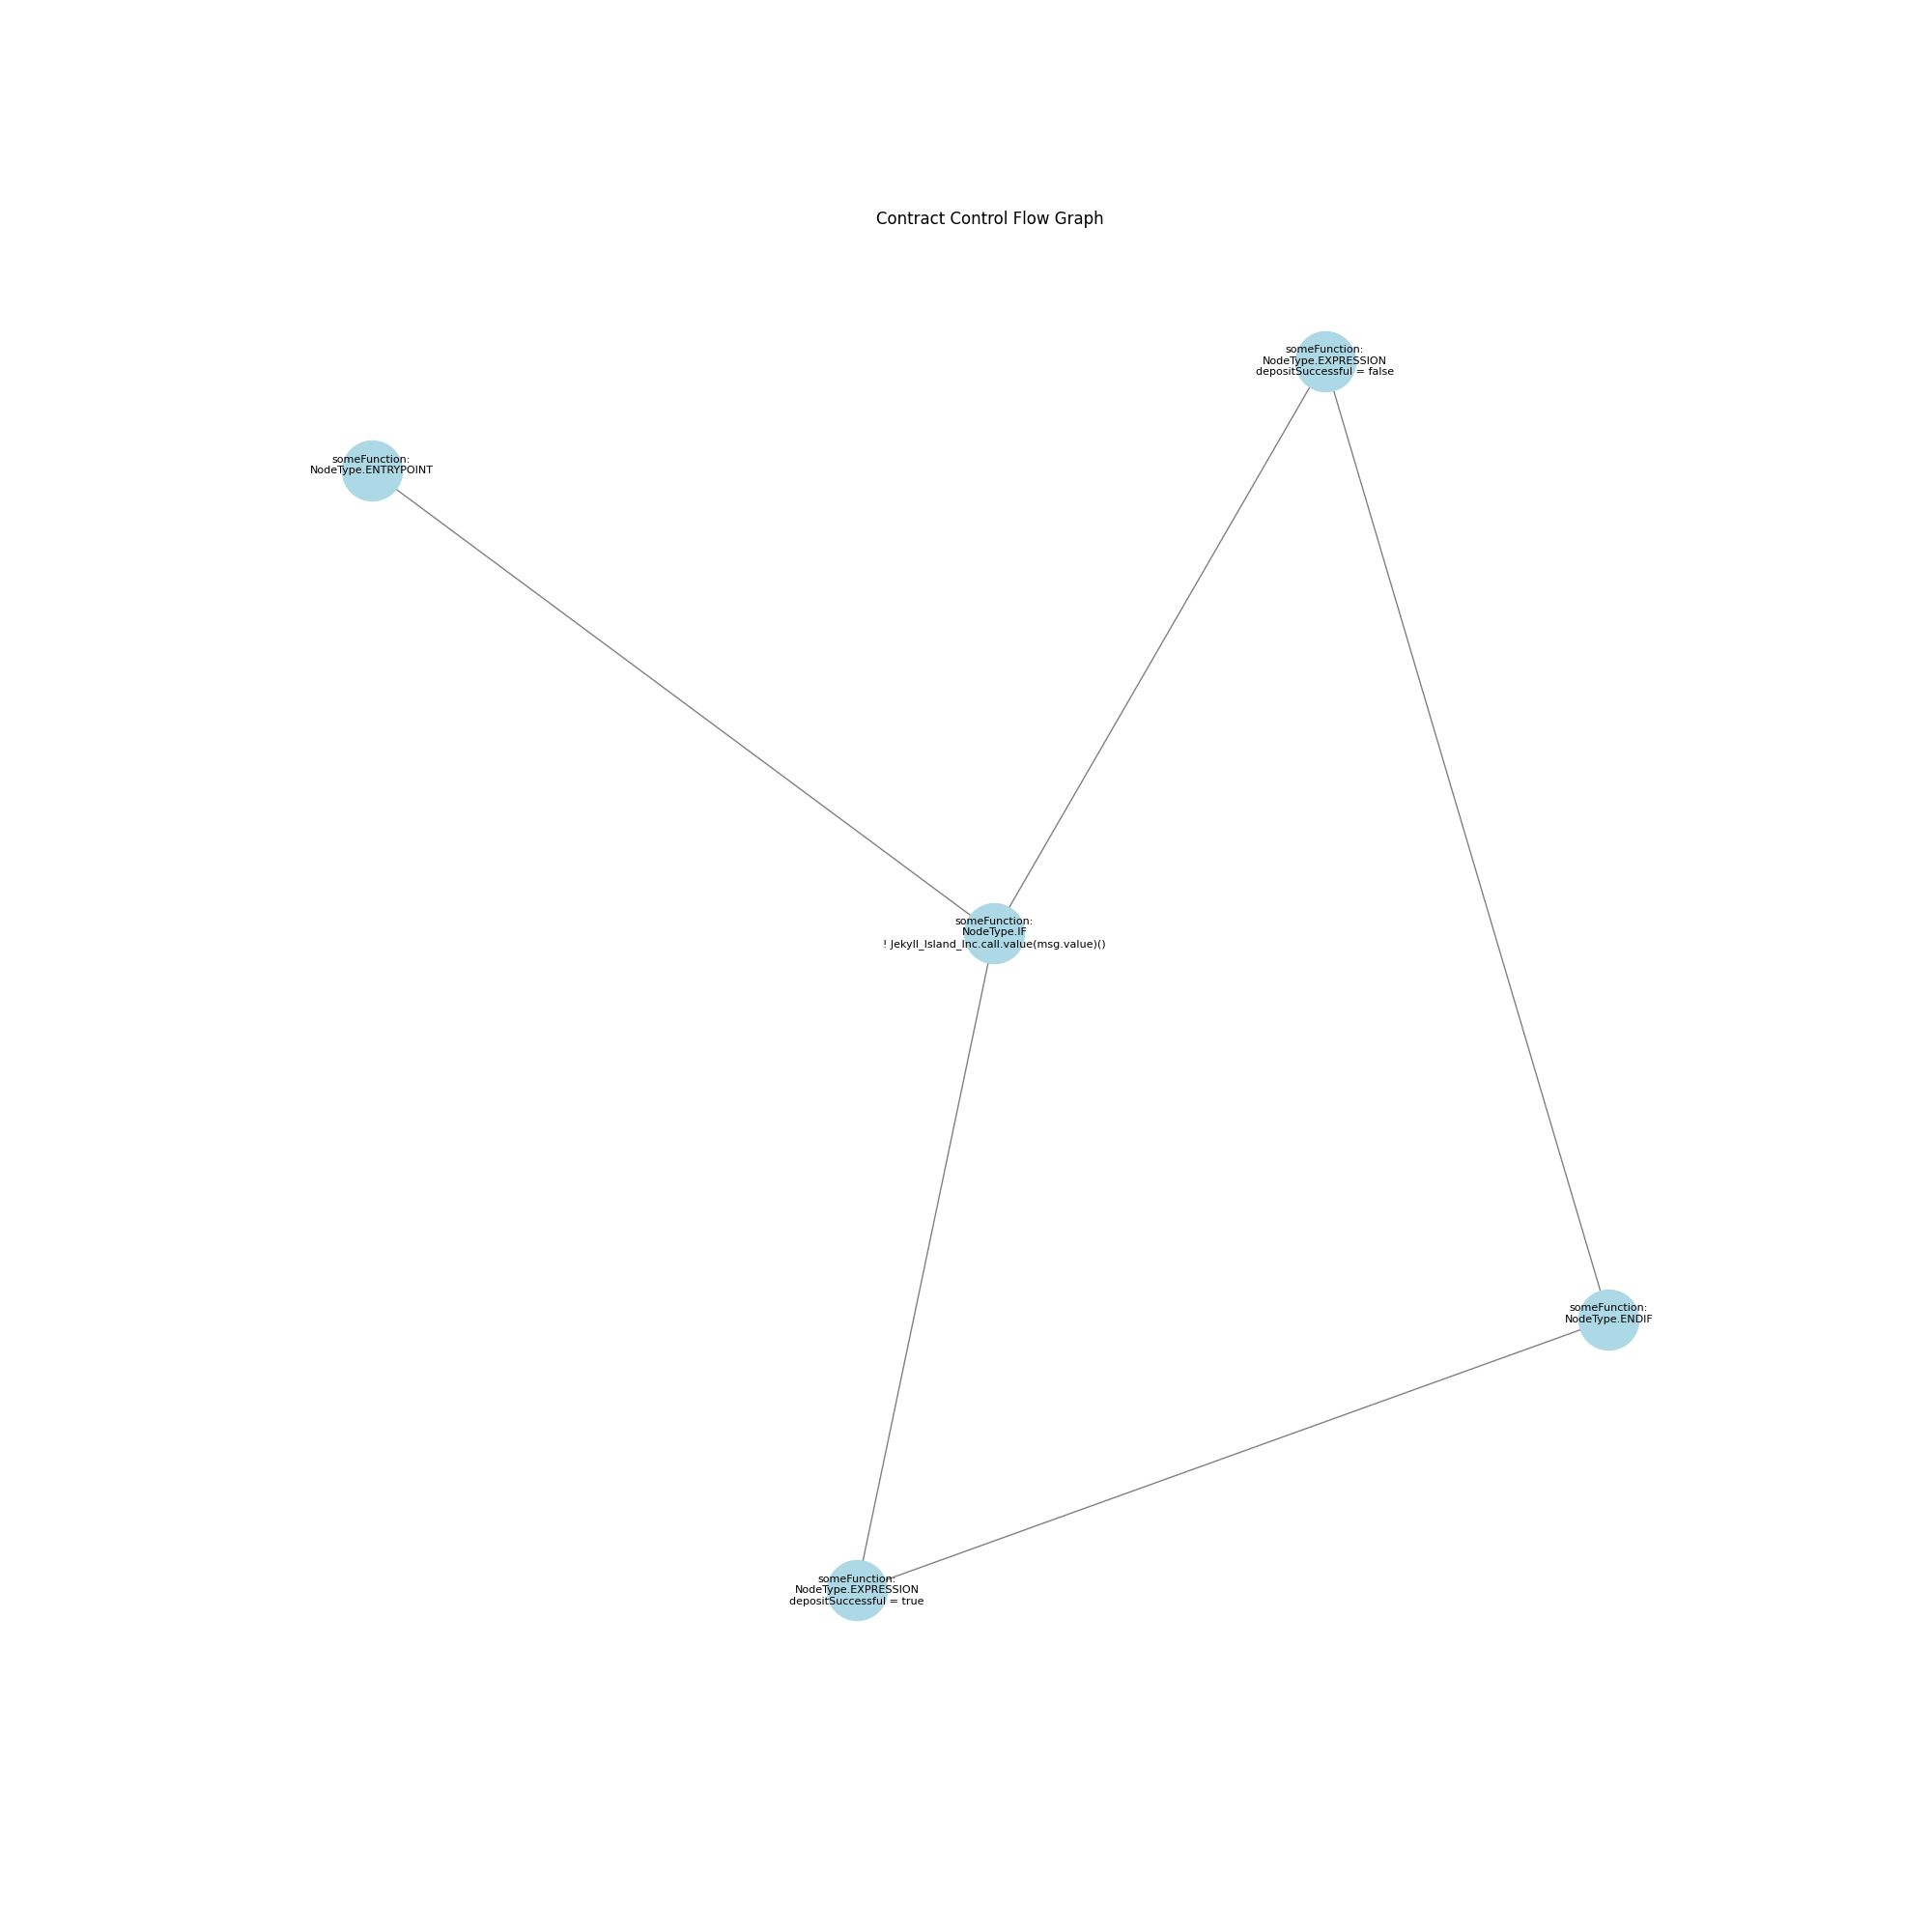 Contract Control Flow Graph
someFunction:
NodeType.EXPRESSION
depositSuccessful = false
someFunction:
NodeType.ENTRYPOINT
someFunction:
NodeType.IF
! Jekyll_Island_Inc.call.value(msg.value)()
someFunction:
NodeType.ENDIF
someFunction:
NodeType.EXPRESSION
depositSuccessful = true